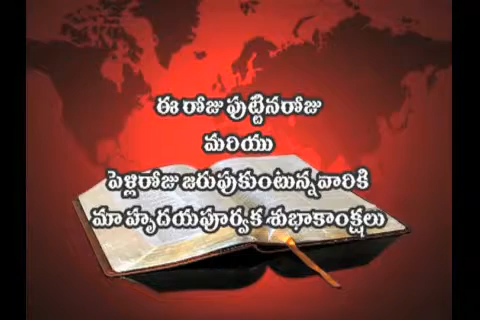 ఈ రోజు పుట్టినరోజు
మరియు
పెళ్లిరోజు జరుపుకుంటున్నవారికి
మా హృదయపూర్వక శుభాకాంక్షలు